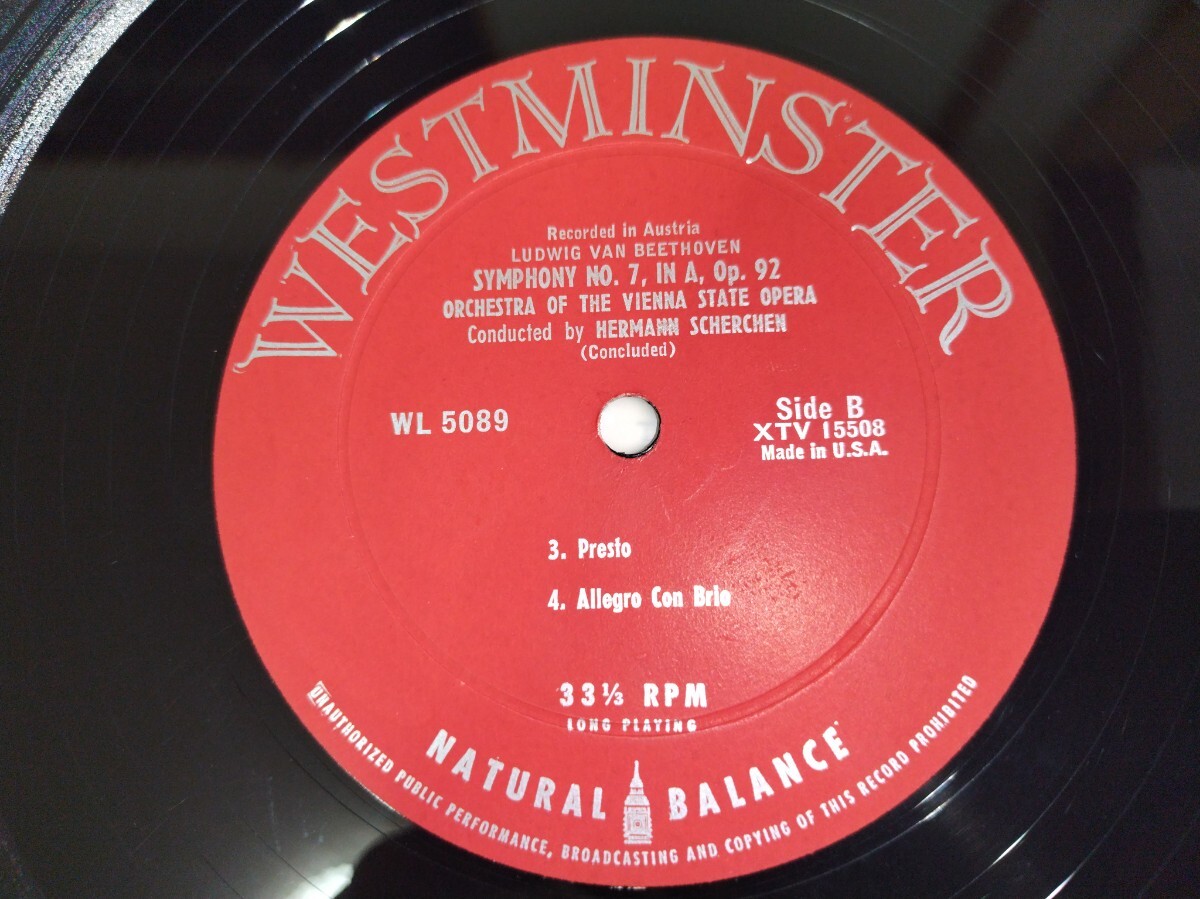 WESTMINSTER
Recorded in Austria
LUDWIG VAN BEETHOVEN
SYMPHONY NO. 7, IN A, Op. 92
ORCHESTRA OF THE VIENNA STATE OPERA
Conducted by HERMANN SCHERCHEN
(Concluded)
WL 5089
Side B
XTV 15508
Made in U.S.A.
3. Presto
4. Allegro Con Brio
33⅓ RPM
LONG PLAYING
NATURAL BALANCE
UNAUTHORIZED PUBLIC PERFORMANCE, BROADCASTING AND COPYING OF THIS RECORD PROHIBITED